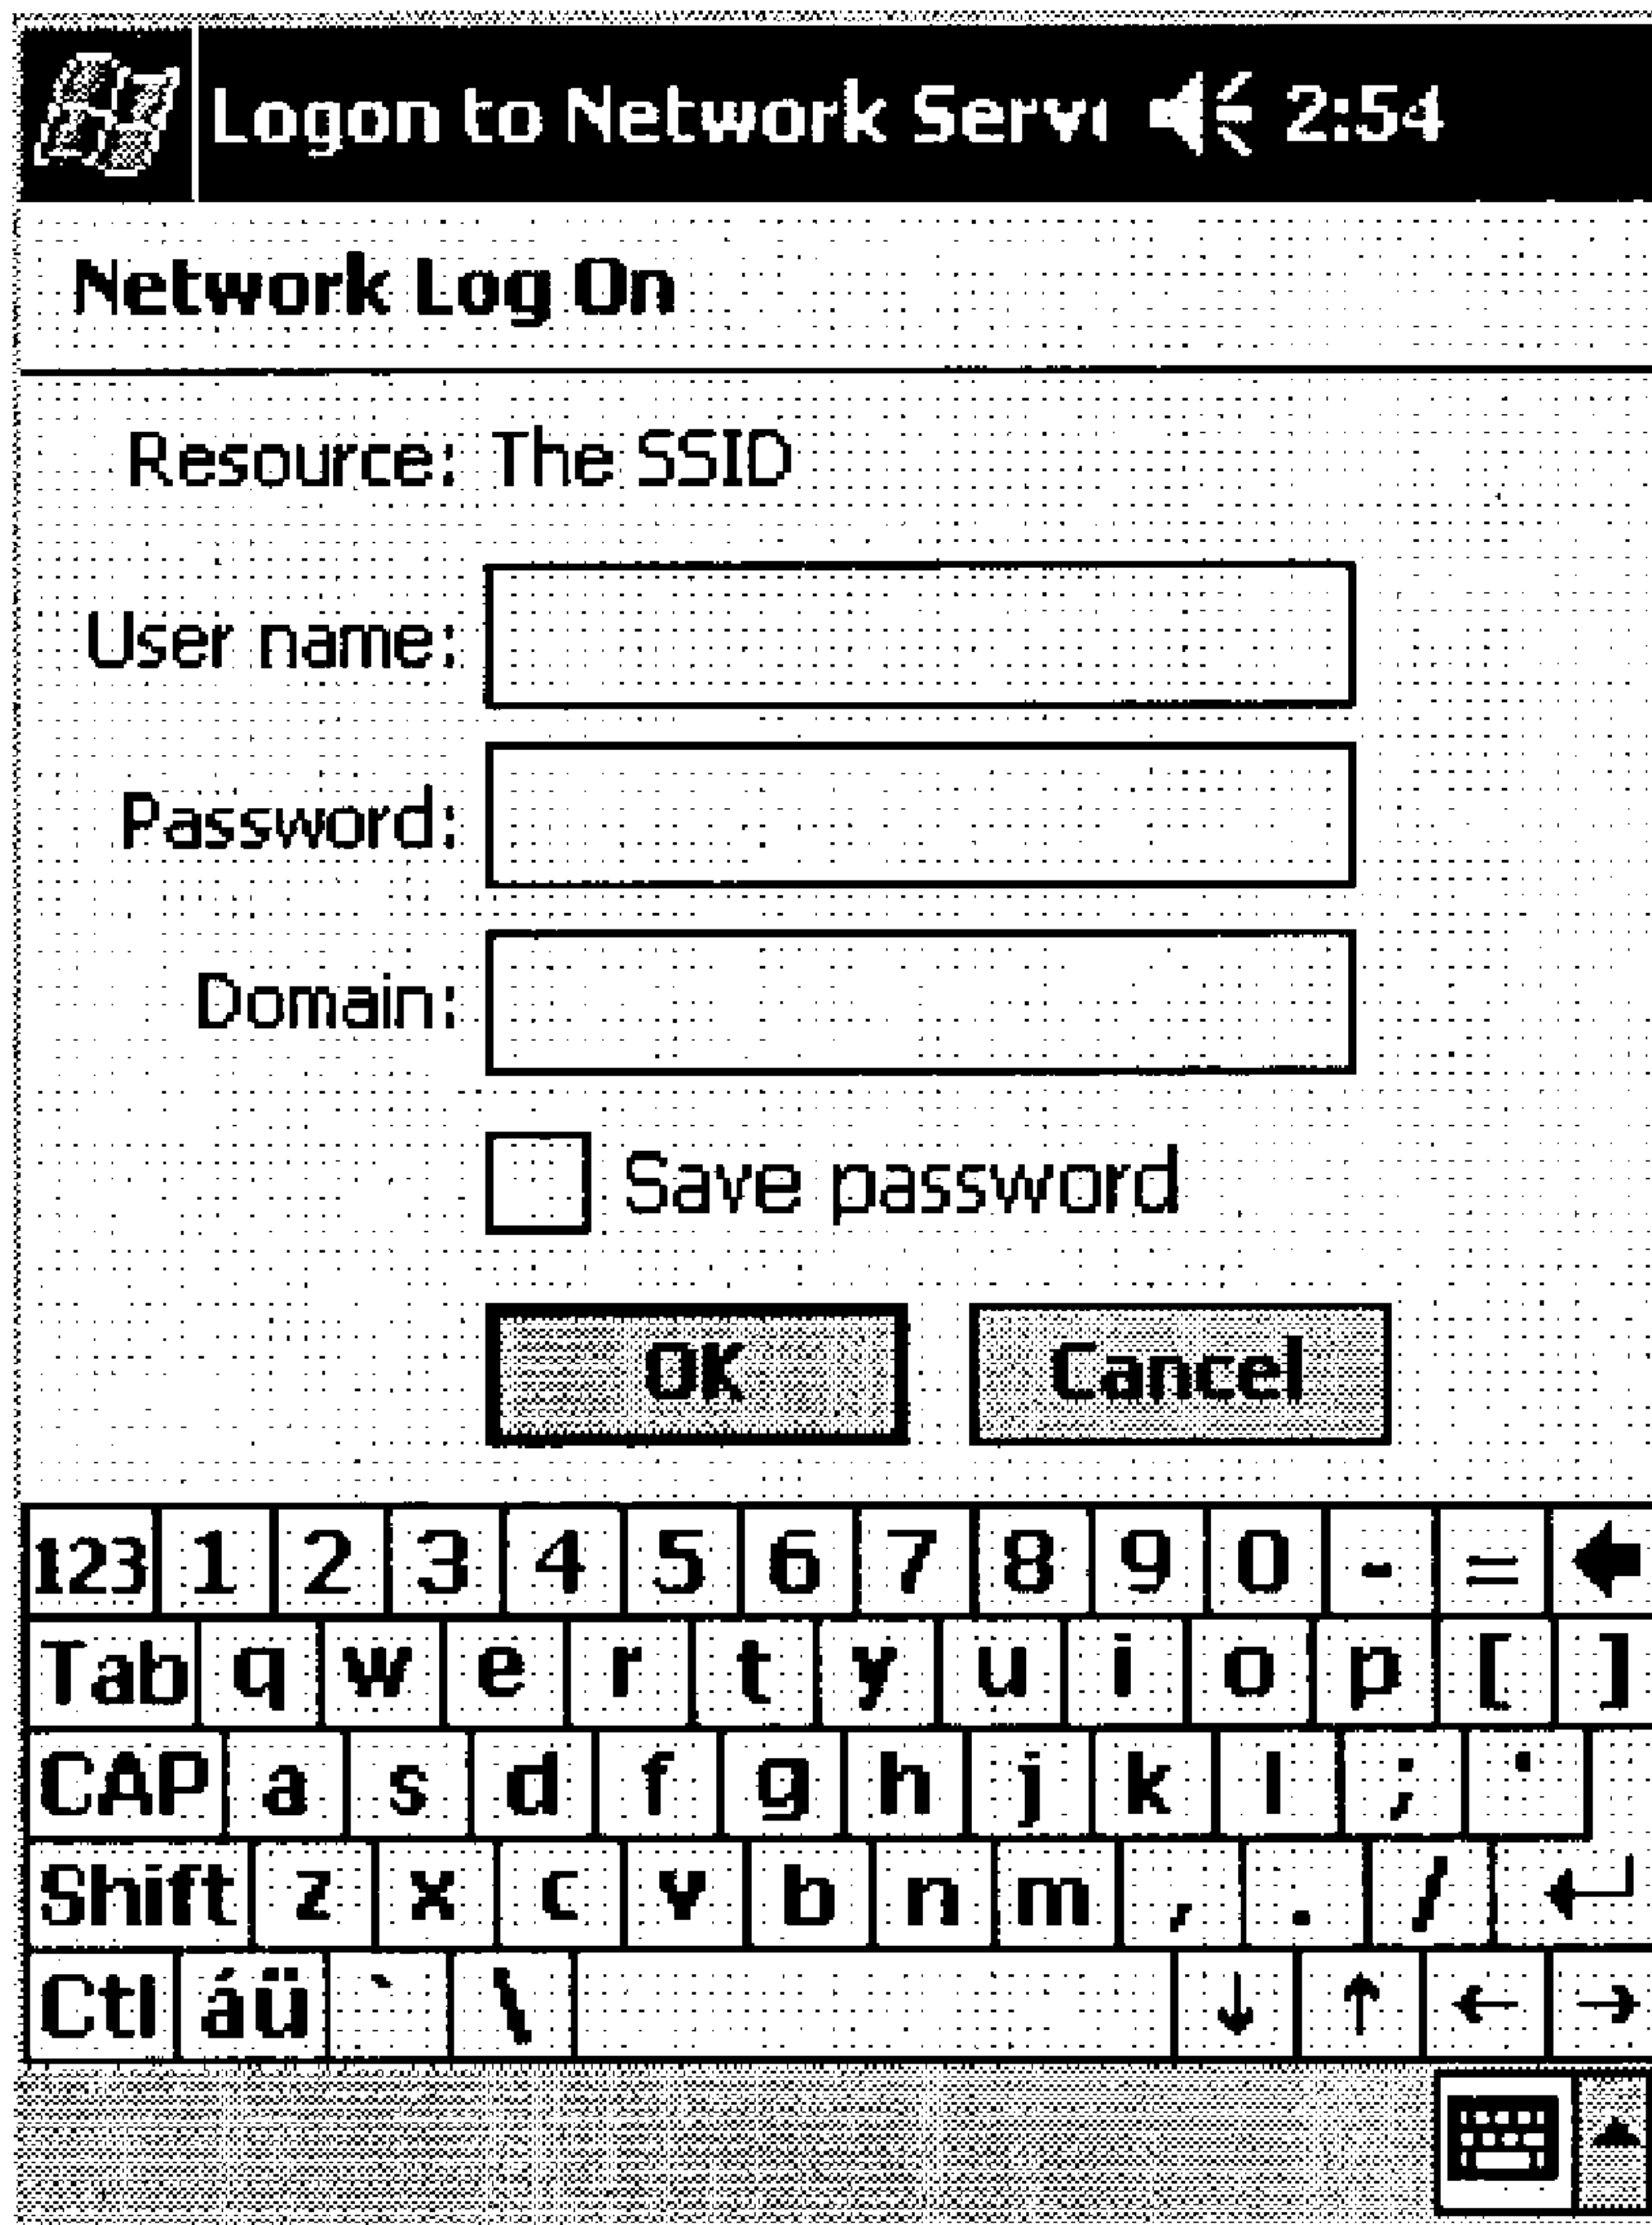 Logon to Network Serv 2:54
Network Log On
Resource: The SSID
User name:
Password:
Domain:
Save password
OK Cancel
123 1 2 3 4 5 6 7 8 9 0 - =
Tab q w e r t y u i o p [ ]
CAP a s d f g h j k l ; '
Shift z x c v b n m , . /
Ctl áü ` \ ↓ ↑ ← →